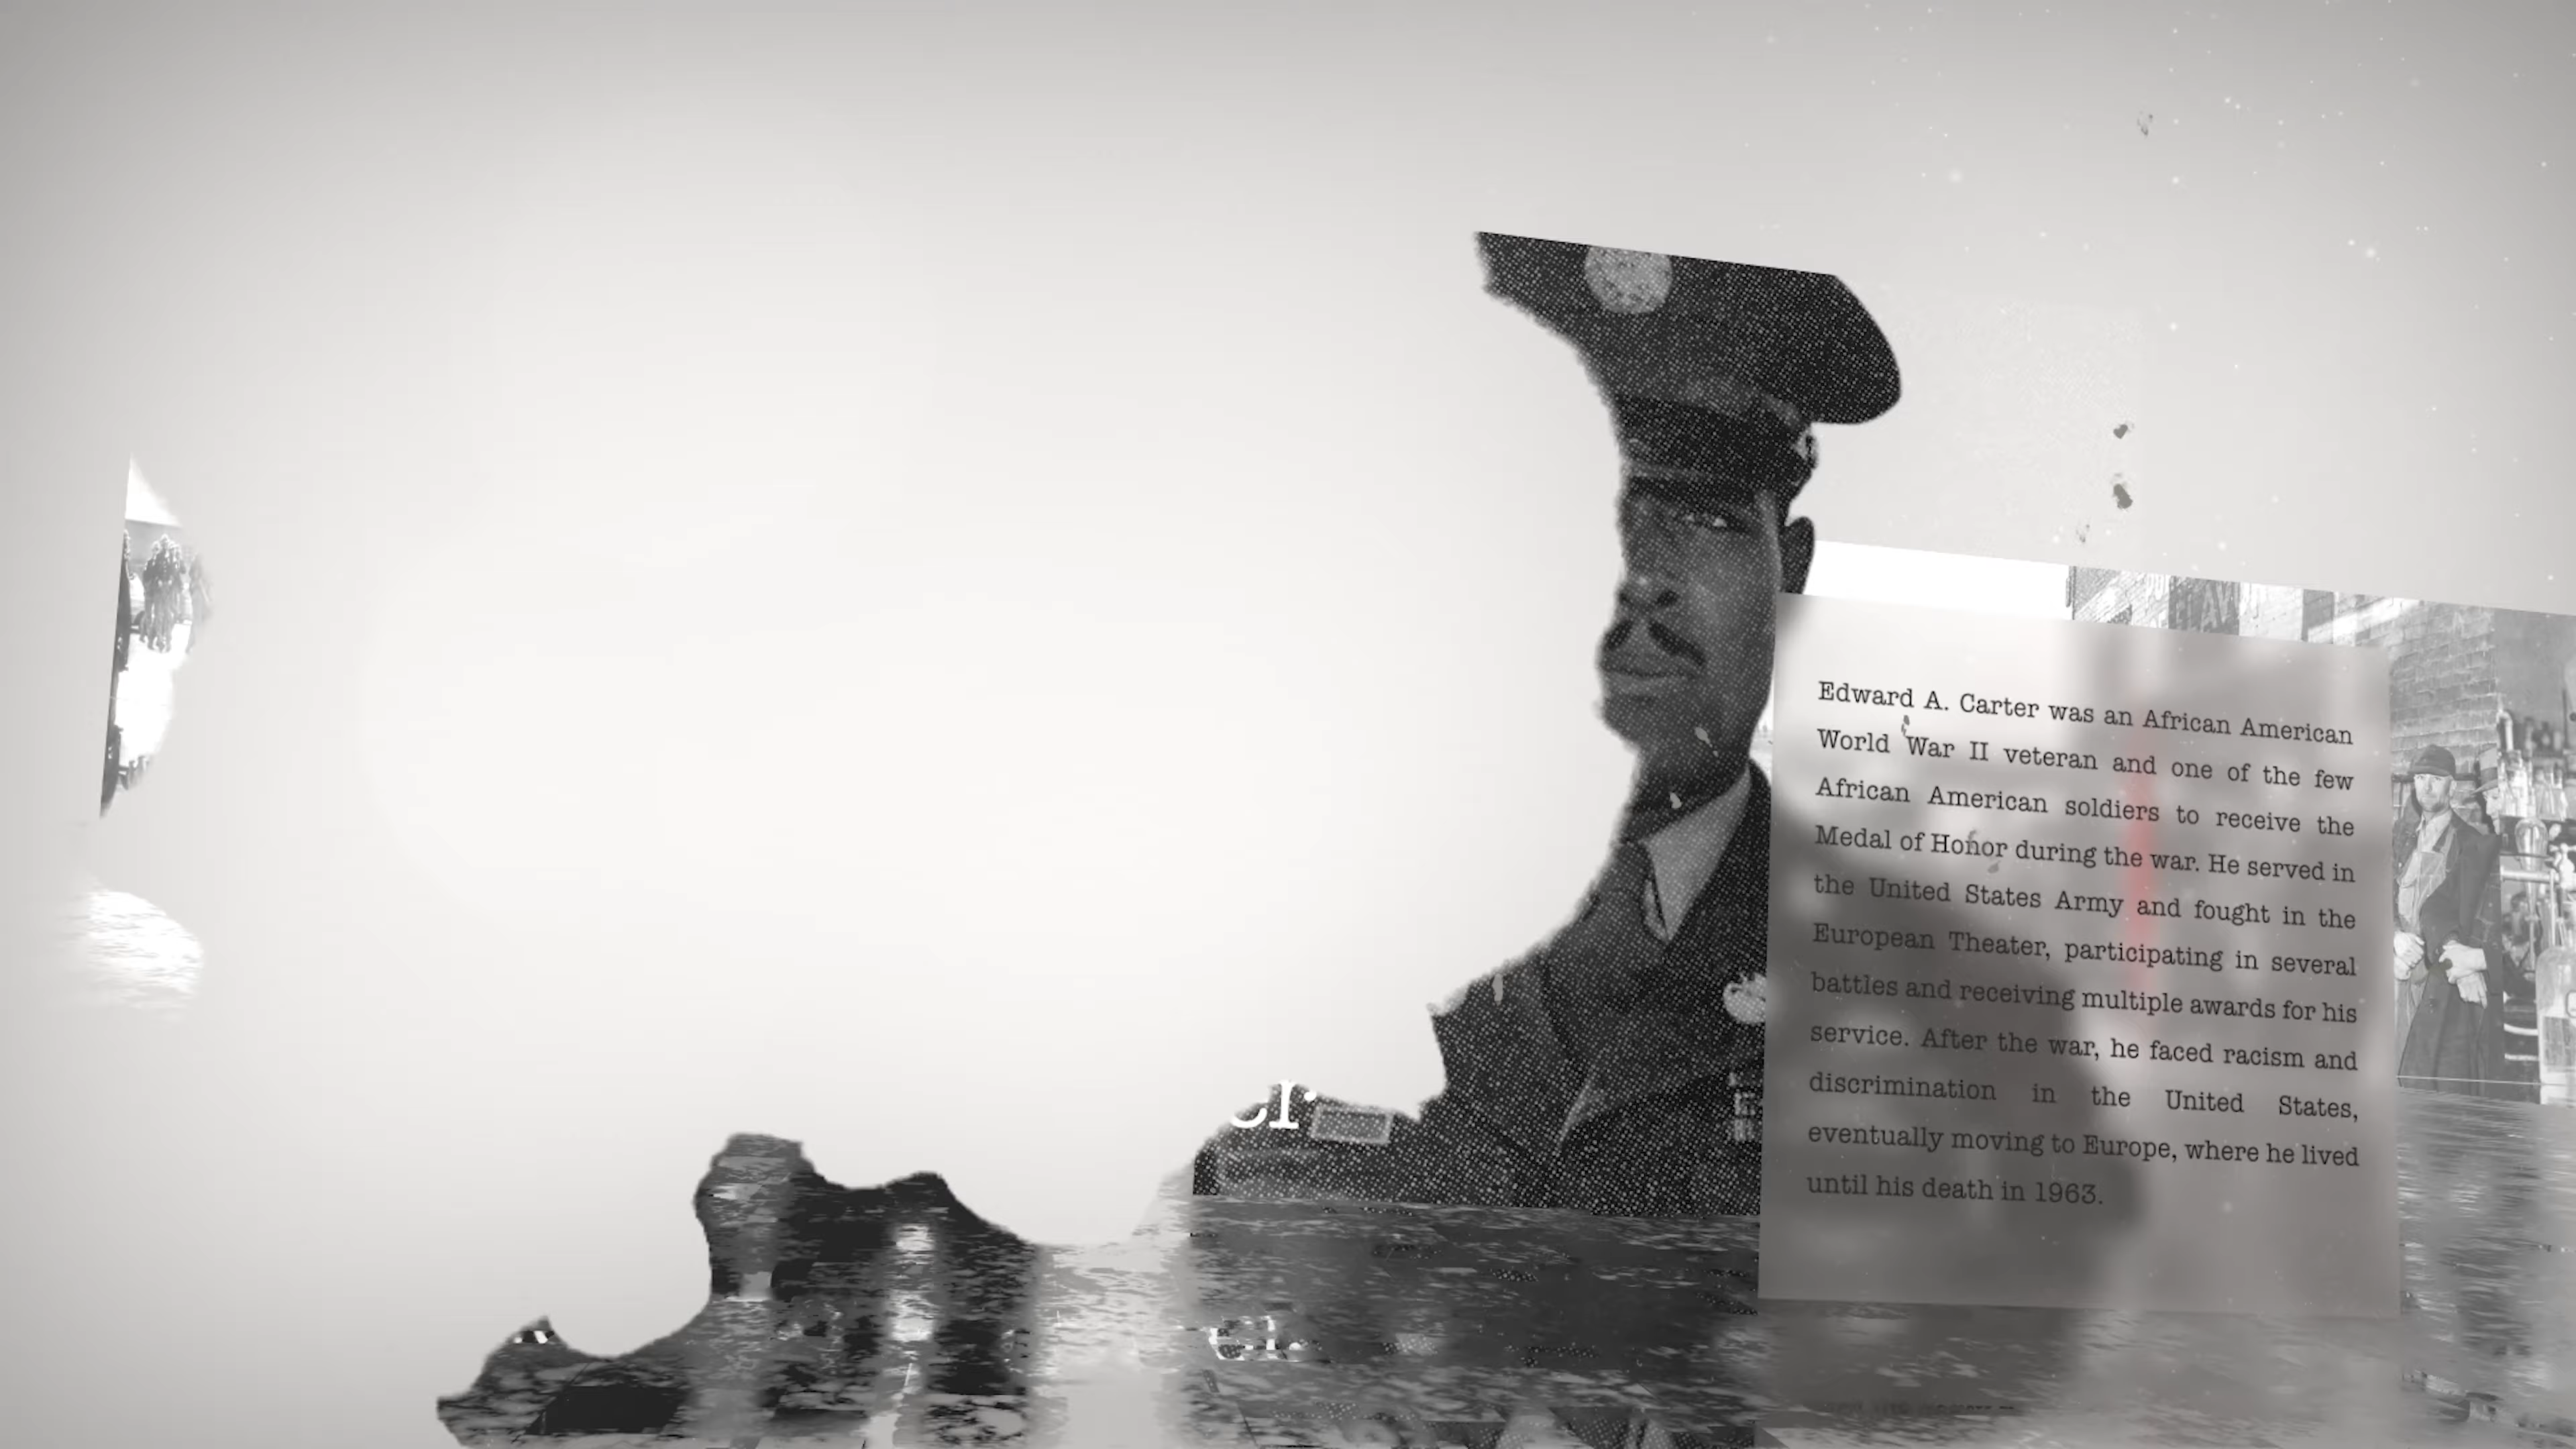 er
Edward A. Carter was an African American
World War II veteran and one of the few
African American soldiers to receive the
Medal of Honor during the war. He served in
the United States Army and fought in the
European Theater, participating in several
battles and receiving multiple awards for his
service. After the war, he faced racism and
discrimination in the United States,
eventually moving to Europe, where he lived
until his death in 1963.